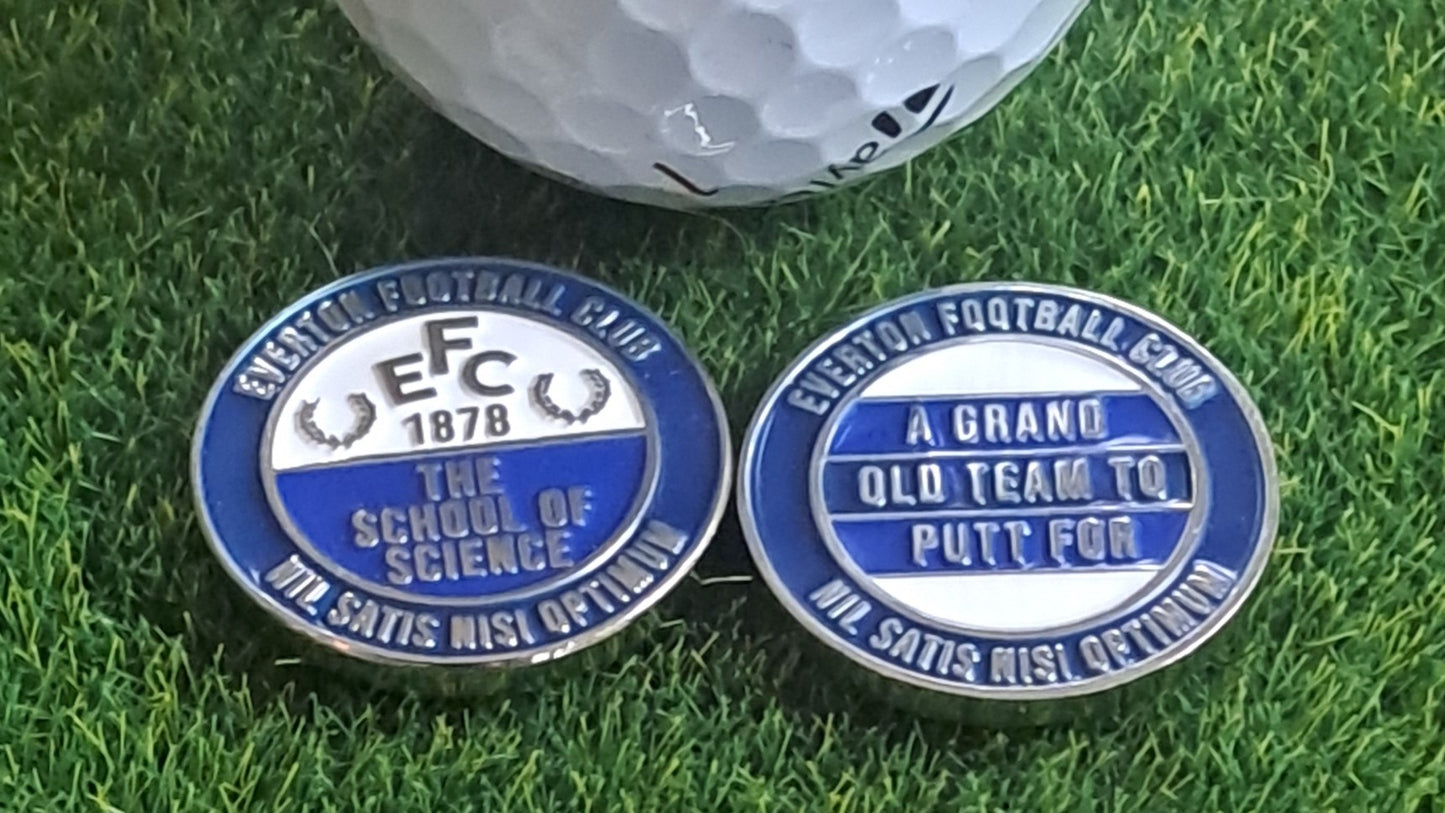 EVERTON FOOTBALL CLUB
EFC
1878
THE
SCHOOL OF
SCIENCE
NIL SATIS NISI OPTIMUM
EVERTON FOOTBALL CLUB
A GRAND
OLD TEAM TO
PUTT FOR
NIL SATIS NISI OPTIMUM